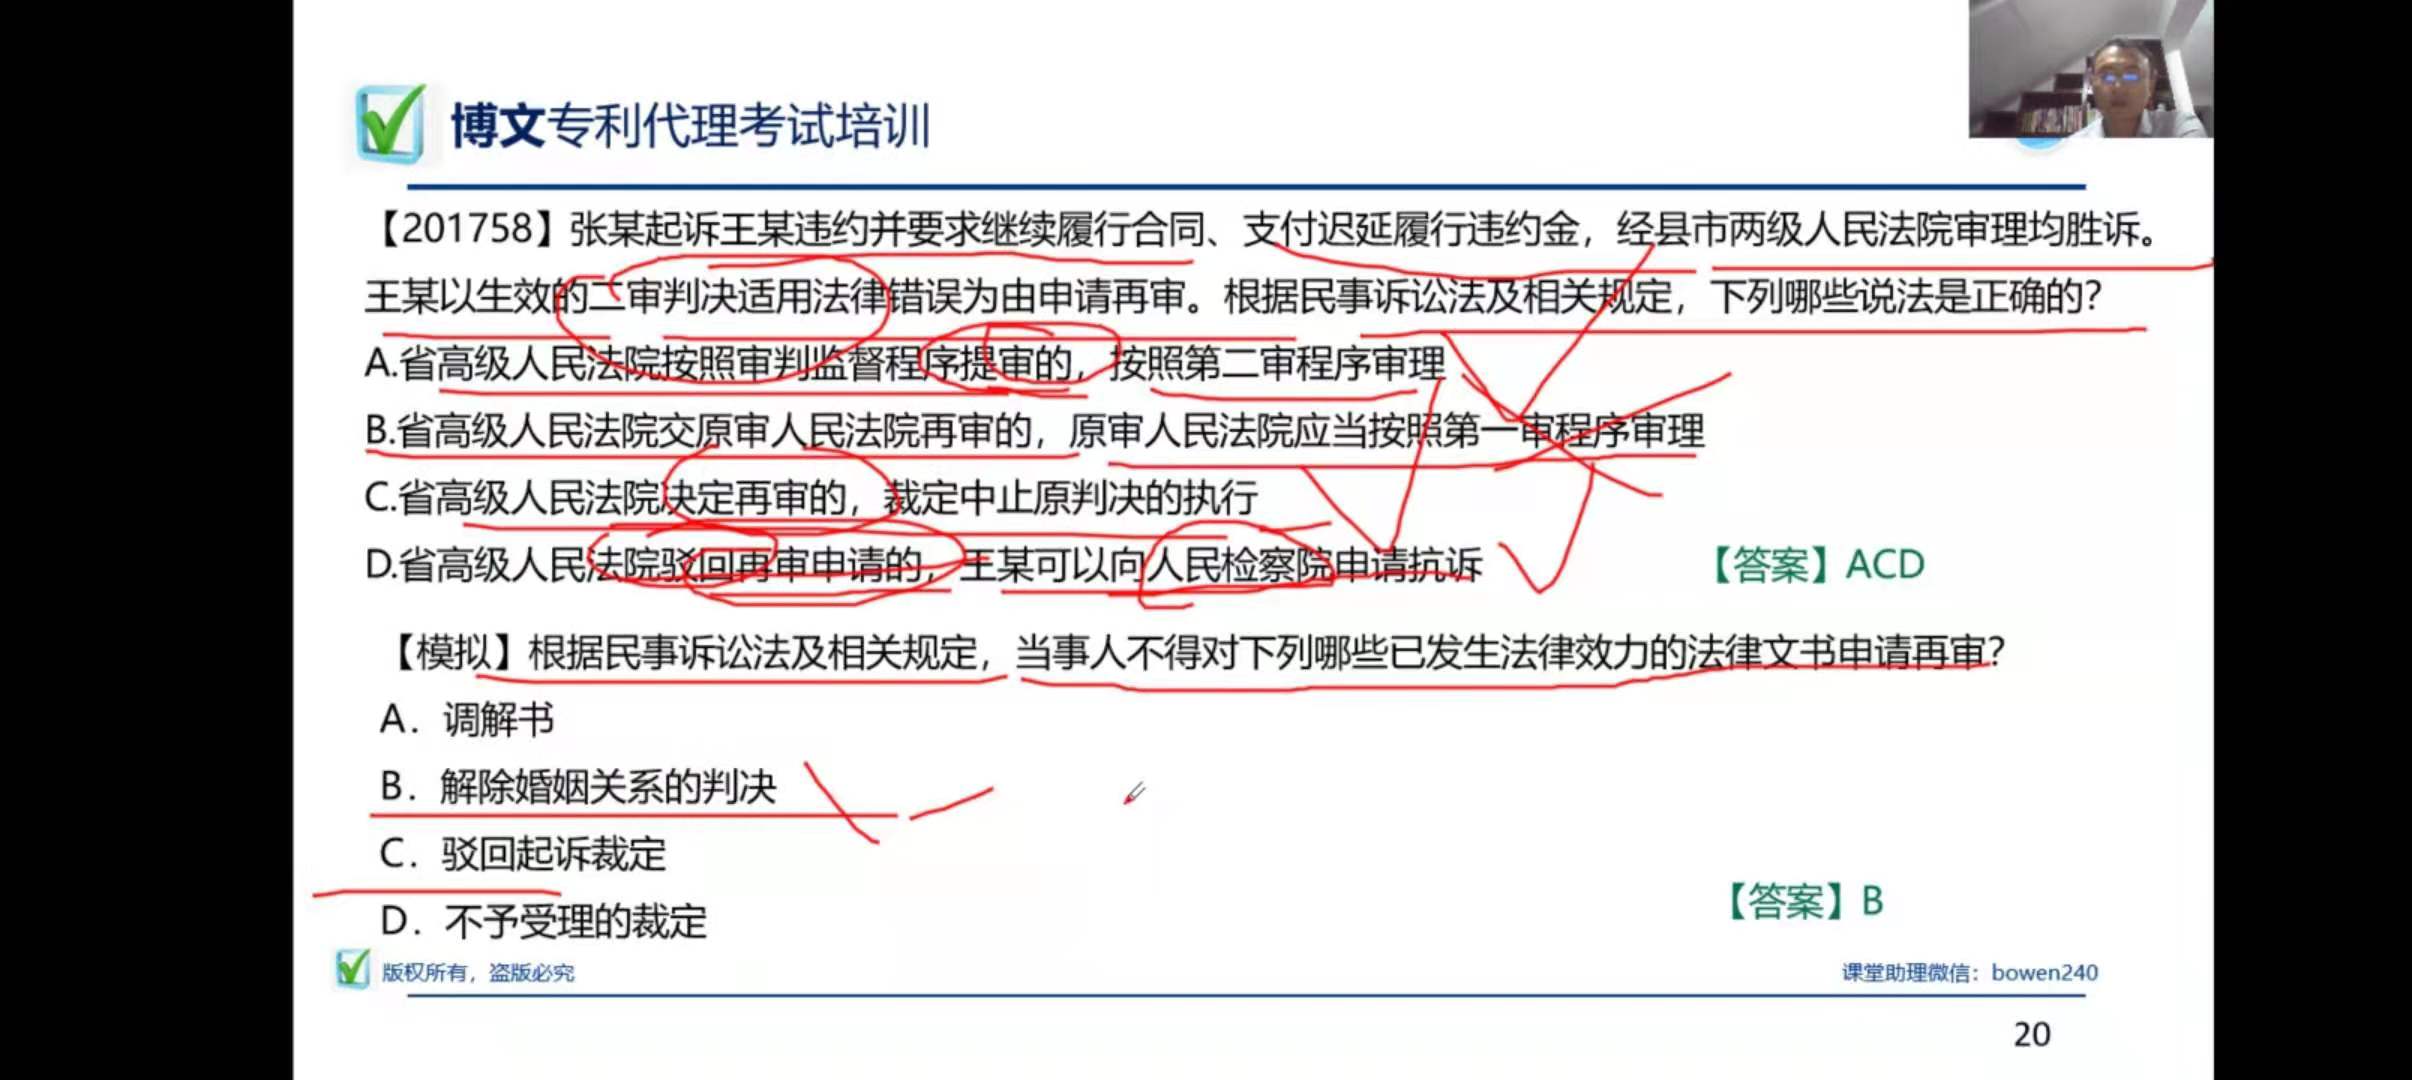 博文专利代理考试培训
【201758】张某起诉王某违约并要求继续履行合同、支付迟延履行违约金，经县市两级人民法院审理均胜诉。
王某以生效的二审判决适用法律错误为由申请再审。根据民事诉讼法及相关规定，下列哪些说法是正确的？
A.省高级人民法院按照审判监督程序提审的，按照第二审程序审理
B.省高级人民法院交原审人民法院再审的，原审人民法院应当按照第一审程序审理
C.省高级人民法院决定再审的，裁定中止原判决的执行
D.省高级人民法院驳回再审申请的，王某可以向人民检察院申请抗诉 【答案】ACD
【模拟】根据民事诉讼法及相关规定，当事人不得对下列哪些已发生法律效力的法律文书申请再审？
A．调解书
B．解除婚姻关系的判决
C．驳回起诉裁定
【答案】B
D．不予受理的裁定
版权所有，盗版必究 课堂助理微信：bowen240
20